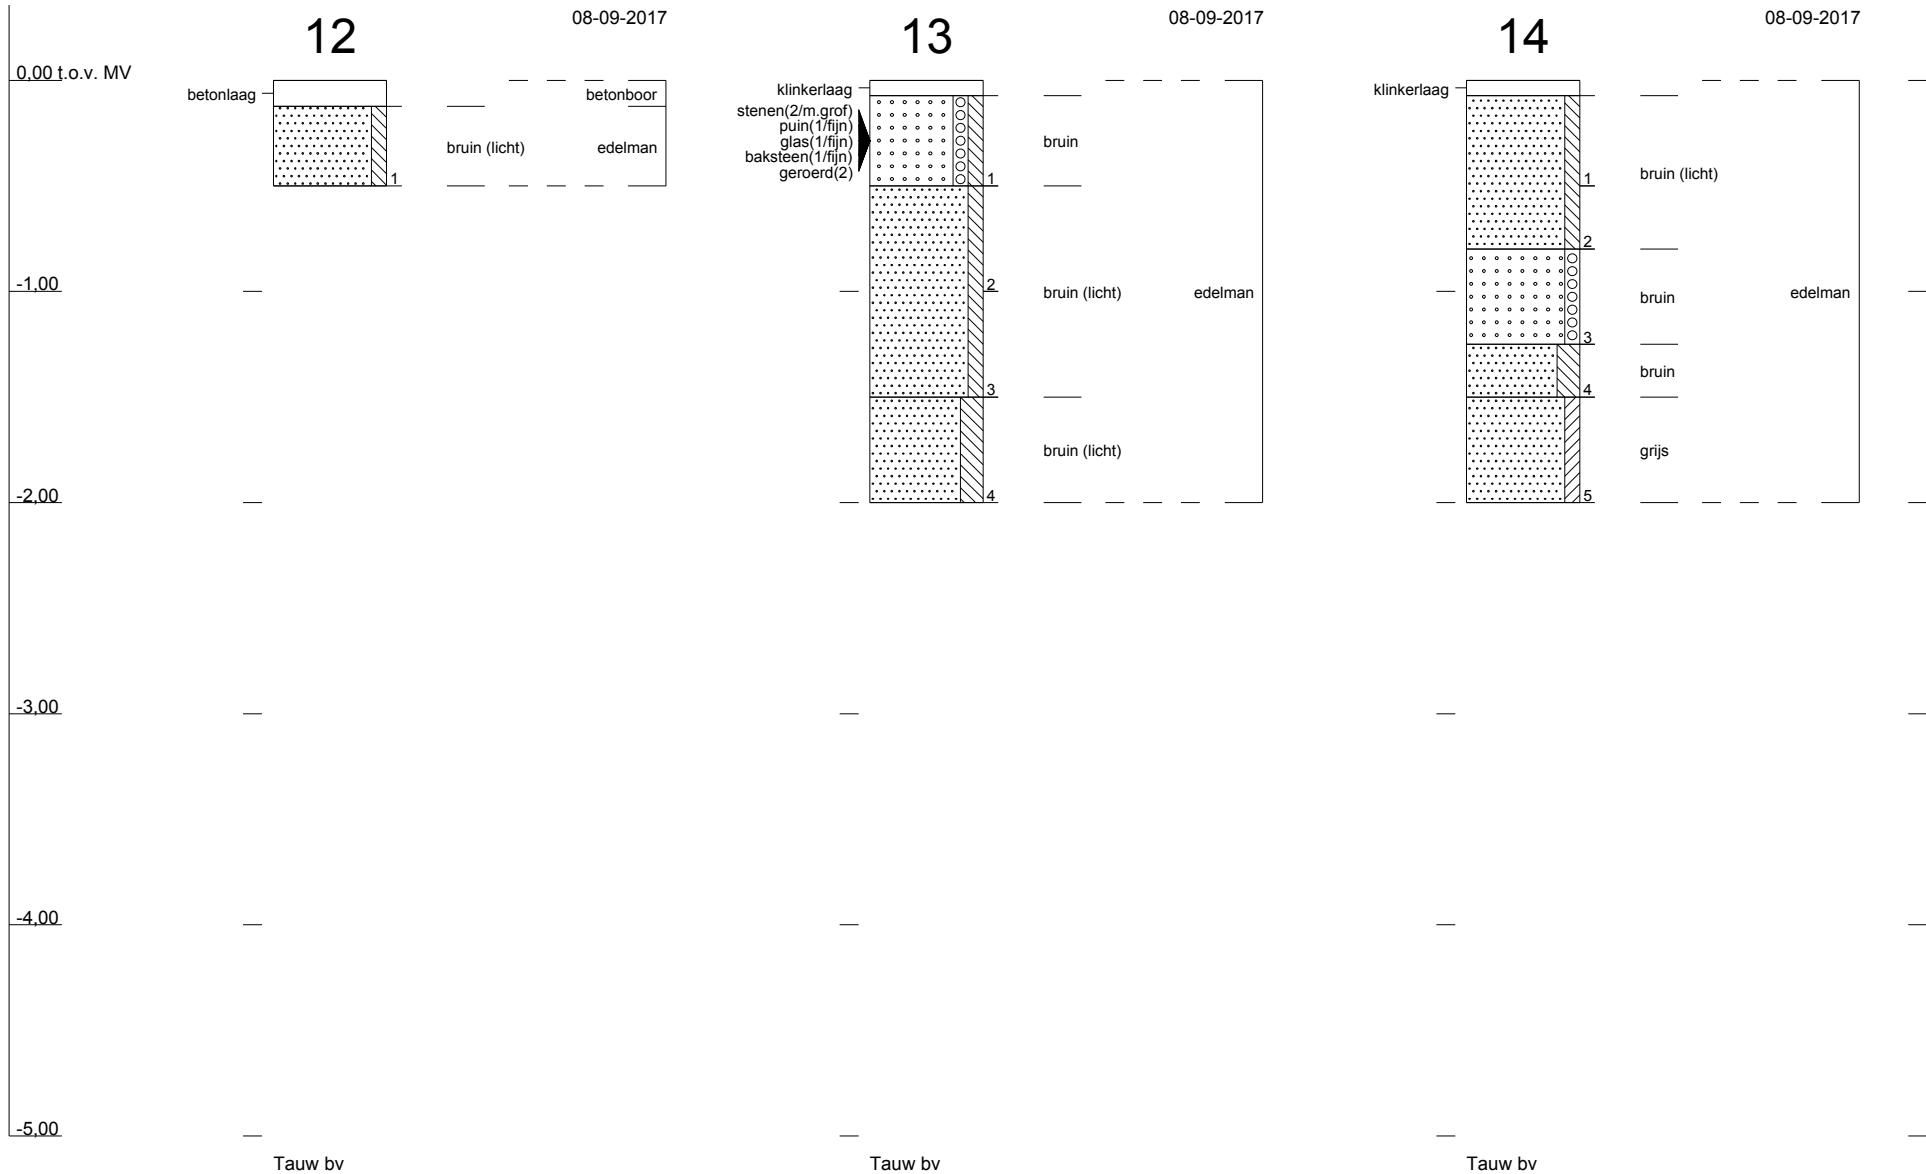 12
08-09-2017
13
08-09-2017
14
08-09-2017
0,00 t.o.v. MV
-1,00
-2,00
-3,00
-4,00
-5,00
betonlaag
1
bruin (licht)
betonboor
edelman
Tauw bv
klinkerlaag
stenen(2/m.grof)
puin(1/fijn)
glas(1/fijn)
baksteen(1/fijn)
geroerd(2)
1
2
3
4
bruin
bruin (licht)
bruin (licht)
edelman
Tauw bv
klinkerlaag
1
2
3
4
5
bruin (licht)
bruin
bruin
grijs
edelman
Tauw bv